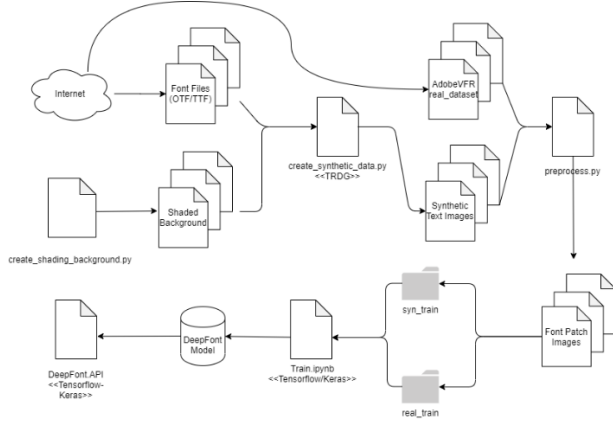 Internet
Font Files
(OTF/TTF)
AdobeVFR
real_dataset
create_synthetic_data.py
<<TRDG>>
preprocess.py
Shaded
Background
Synthetic
Text Images
create_shading_background.py
syn_train
Font Patch
Images
DeepFont
Model
DeepFont.API
<<Tensorflow-
Keras>>
Train.ipynb
<<Tensorflow/Keras>>
real_train